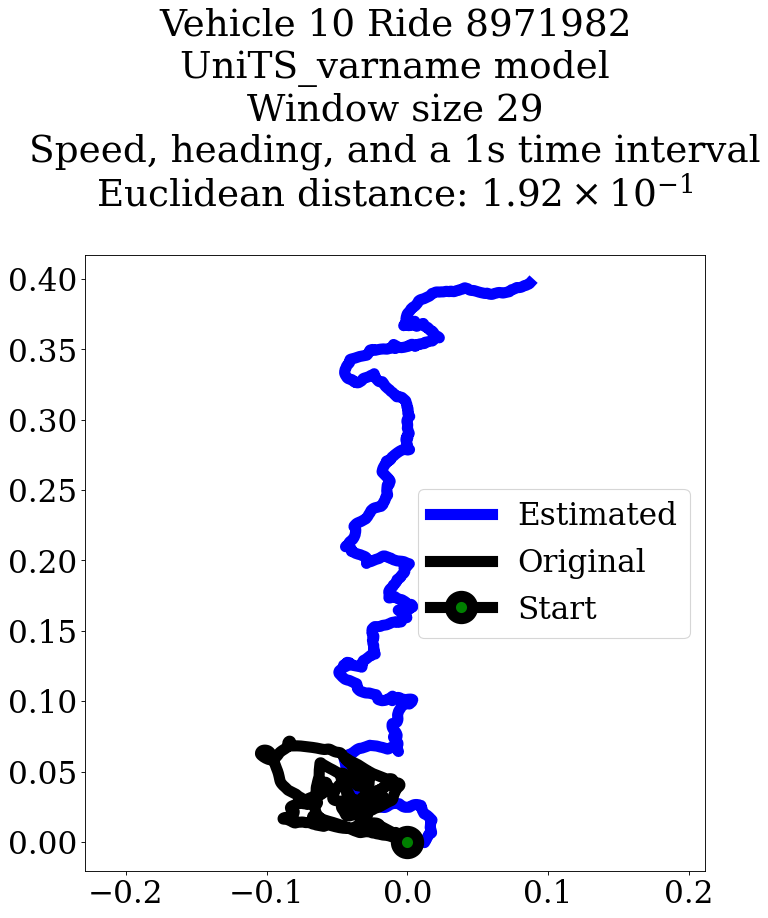 Vehicle 10 Ride 8971982
UniTS_varname model
Window size 29
Speed, heading, and a 1s time interval
Euclidean distance: 1.92 × 10⁻¹
0.40
0.35
0.30
0.25
0.20
0.15
0.10
0.05
0.00
Estimated
Original
Start
−0.2
−0.1
0.0
0.1
0.2